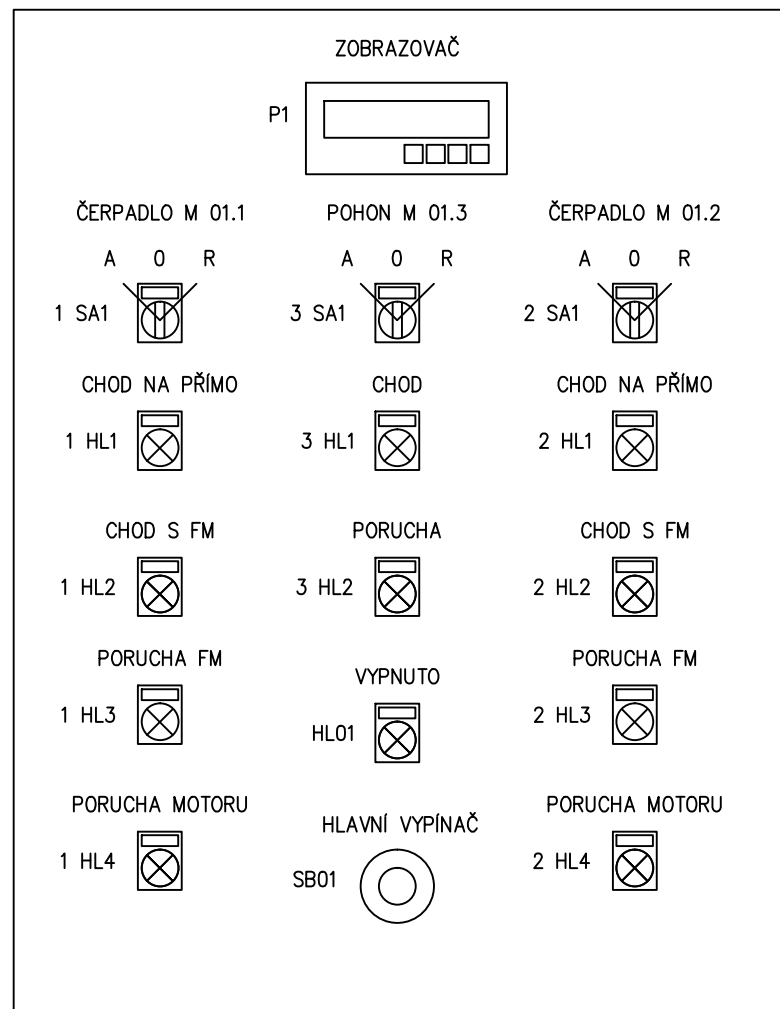 ZOBRAZOVAČ
P1
ČERPADLO M 01.1 POHON M 01.3 ČERPADLO M 01.2
A 0 R A 0 R A 0 R
1 SA1 3 SA1 2 SA1
CHOD NA PŘÍMO CHOD CHOD NA PŘÍMO
1 HL1 3 HL1 2 HL1
CHOD S FM PORUCHA CHOD S FM
1 HL2 3 HL2 2 HL2
PORUCHA FM VYPNUTO PORUCHA FM
1 HL3 HL01 2 HL3
PORUCHA MOTORU HLAVNÍ VYPÍNAČ PORUCHA MOTORU
1 HL4 SB01 2 HL4